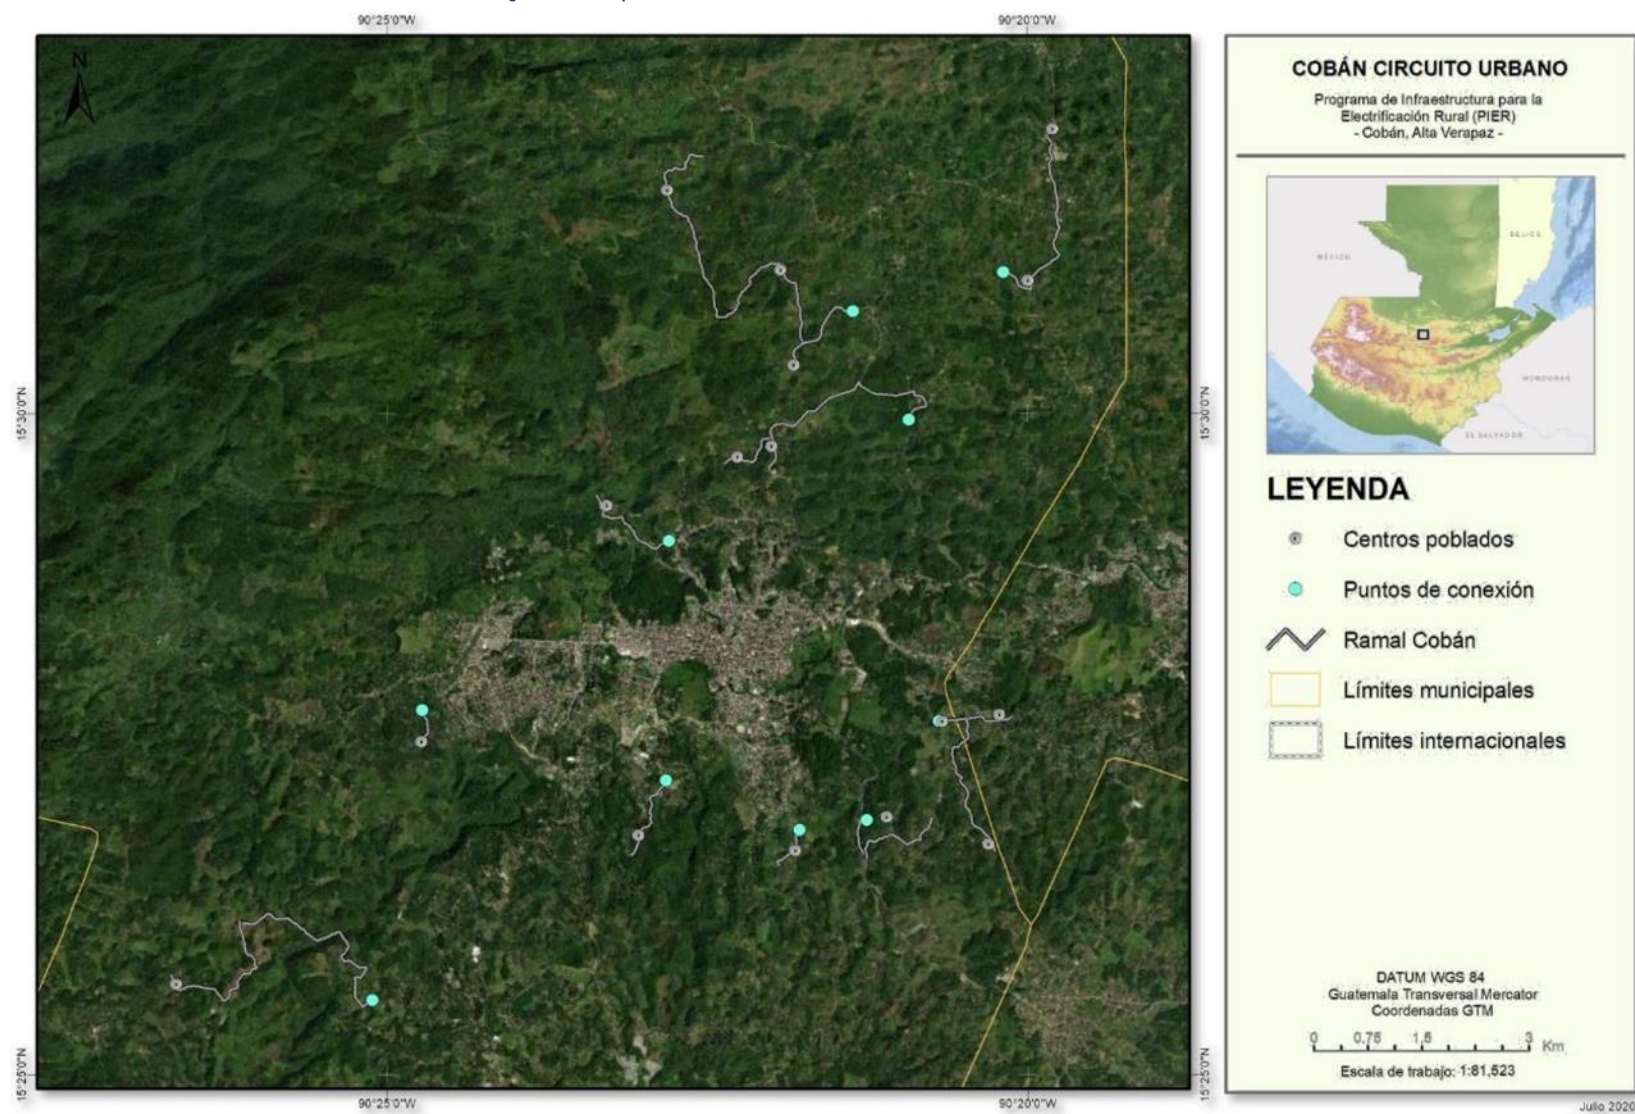 90°25'0"W
90°20'0"W
N
15°30'0"N
15°30'0"N
15°25'0"N
15°25'0"N
90°25'0"W
90°20'0"W
COBÁN CIRCUITO URBANO
Programa de Infraestructura para la
Electrificación Rural (PIER)
- Cobán, Alta Verapaz -
MÉXICO
BELICE
HONDURAS
EL SALVADOR
LEYENDA
Centros poblados
Puntos de conexión
Ramal Cobán
Límites municipales
Límites internacionales
DATUM WGS 84
Guatemala Transversal Mercator
Coordenadas GTM
0 0.75 1.5 3 Km
Escala de trabajo: 1:81,523
Julio 2020